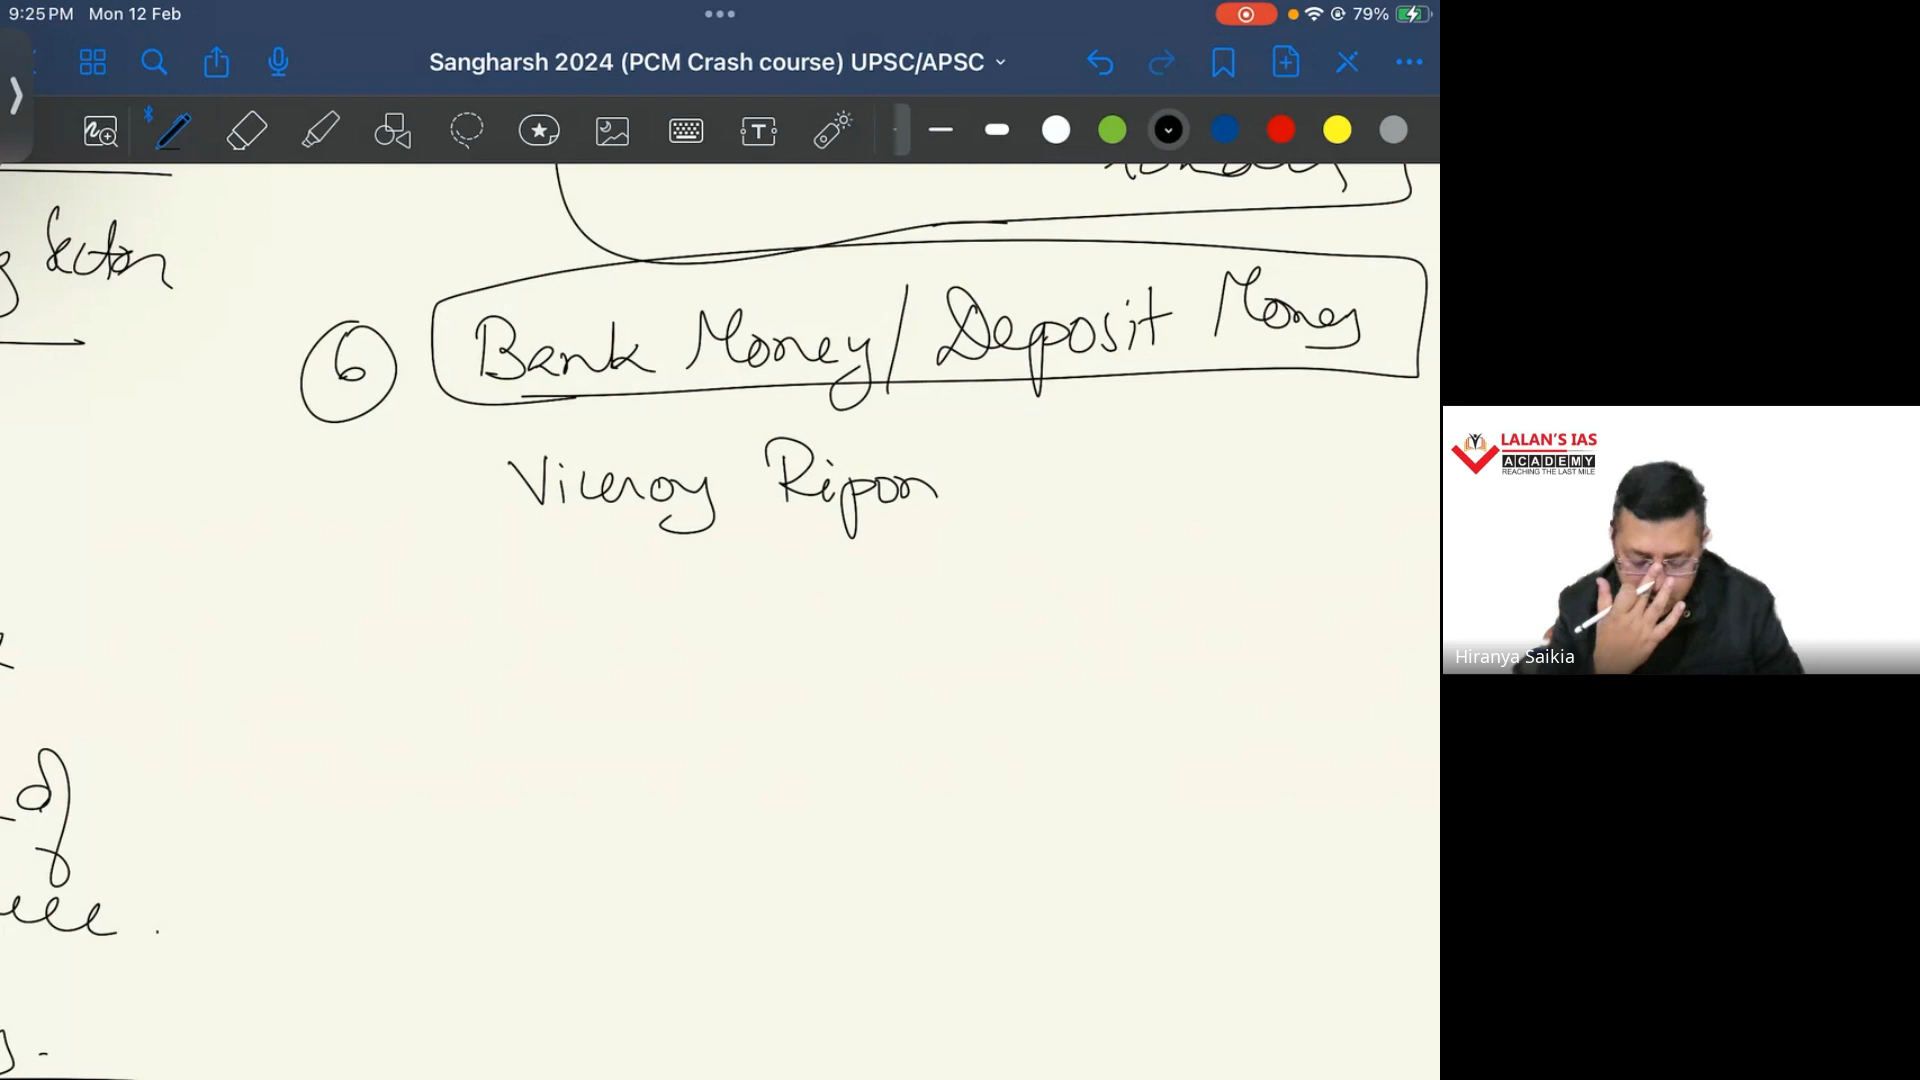 9:25 PM Mon 12 Feb
79%
Sangharsh 2024 (PCM Crash course) UPSC/APSC
6 Bank Money/Deposit Money
Viceroy Ripon
LALAN'S IAS
ACADEMY
REACHING THE LAST MILE
Hiranya Saikia